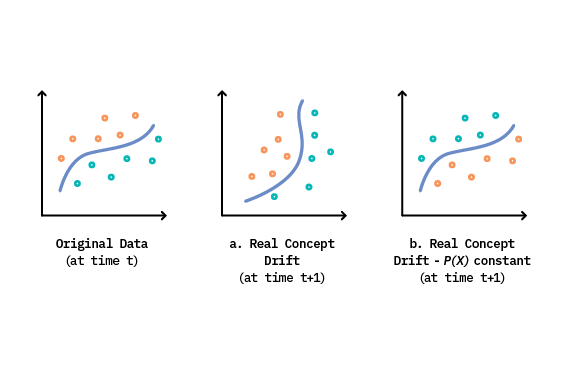 Original Data
(at time t)
a. Real Concept
Drift
(at time t+1)
b. Real Concept
Drift - P(X) constant
(at time t+1)